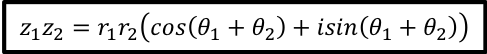 z₁z₂ = r₁r₂(cos(θ₁ + θ₂) + isin(θ₁ + θ₂))